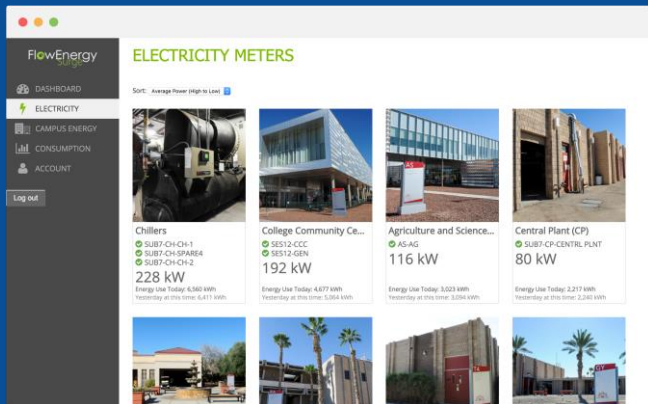 FlowEnergy
Surge
DASHBOARD
ELECTRICITY
CAMPUS ENERGY
CONSUMPTION
ACCOUNT
Log out
ELECTRICITY METERS
Sort: Average Power (High to Low)
Chillers
SUB7-CH-CH-1
SUB7-CH-SPARE4
SUB7-CH-CH-2
228 kW
Energy Use Today: 6,560 kWh
Yesterday at this time: 6,411 kWh
College Community Ce...
SES12-CCC
SES12-GEN
192 kW
Energy Use Today: 4,677 kWh
Yesterday at this time: 5,064 kWh
AS
Agriculture and Science...
AS-AG
116 kW
Energy Use Today: 3,023 kWh
Yesterday at this time: 3,094 kWh
Central Plant (CP)
SUB7-CP-CENTRL PLNT
80 kW
Energy Use Today: 2,217 kWh
Yesterday at this time: 2,240 kWh
GY